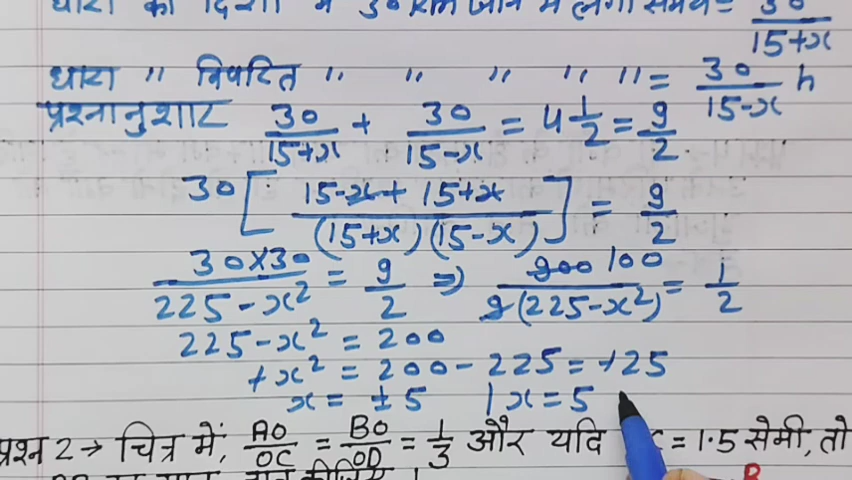 धारा की दिशा में 30 km जाने में लगा समय = 30/(15+x)
धारा " विपरित " " " " " = 30/(15-x) h
प्रश्नानुशार 30/(15+x) + 30/(15-x) = 4 1/2 = 9/2
30 [ (15-x + 15+x) / ((15+x)(15-x)) ] = 9/2
30×30/(225-x²) = 9/2 ⇒ 900 100/(9(225-x²)) = 1/2
225-x² = 200
+x² = 200-225 = +25
x = ±5 | x = 5
प्रश्न 2 → चित्र में, AO/OC = BO/OD = 1/3 और यदि = 1.5 सेमी, तो